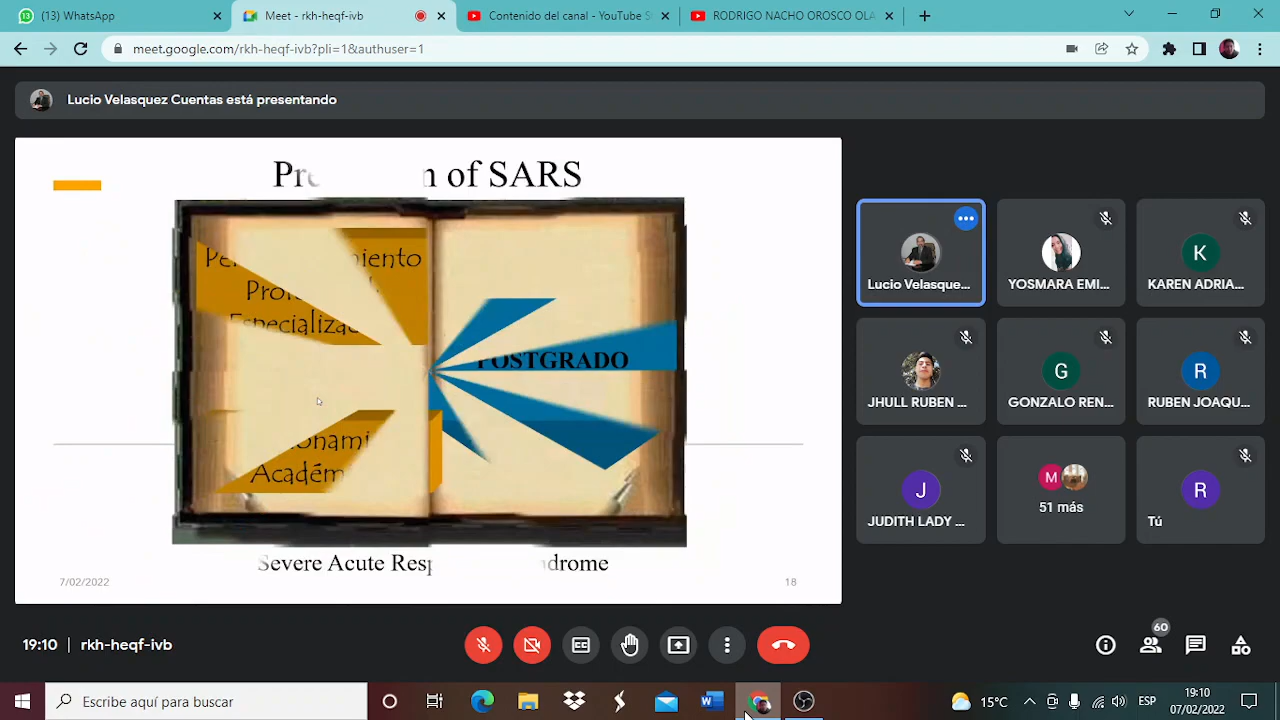 (13) WhatsApp
Meet - rkh-heqf-ivb
Contenido del canal - YouTube S
RODRIGO NACHO OROSCO OLA
meet.google.com/rkh-heqf-ivb?pli=1&authuser=1
Lucio Velasquez Cuentas está presentando
of SARS
POSTGRADO
Severe Acute
7/02/2022
18
Lucio Velasque...
YOSMARA EMI...
K
KAREN ADRIA...
JHULL RUBEN ...
G
GONZALO REN...
R
RUBEN JOAQU...
J
JUDITH LADY ...
M
51 más
R
Tú
19:10 | rkh-heqf-ivb
60
Escribe aquí para buscar
15°C
ESP
19:10
07/02/2022